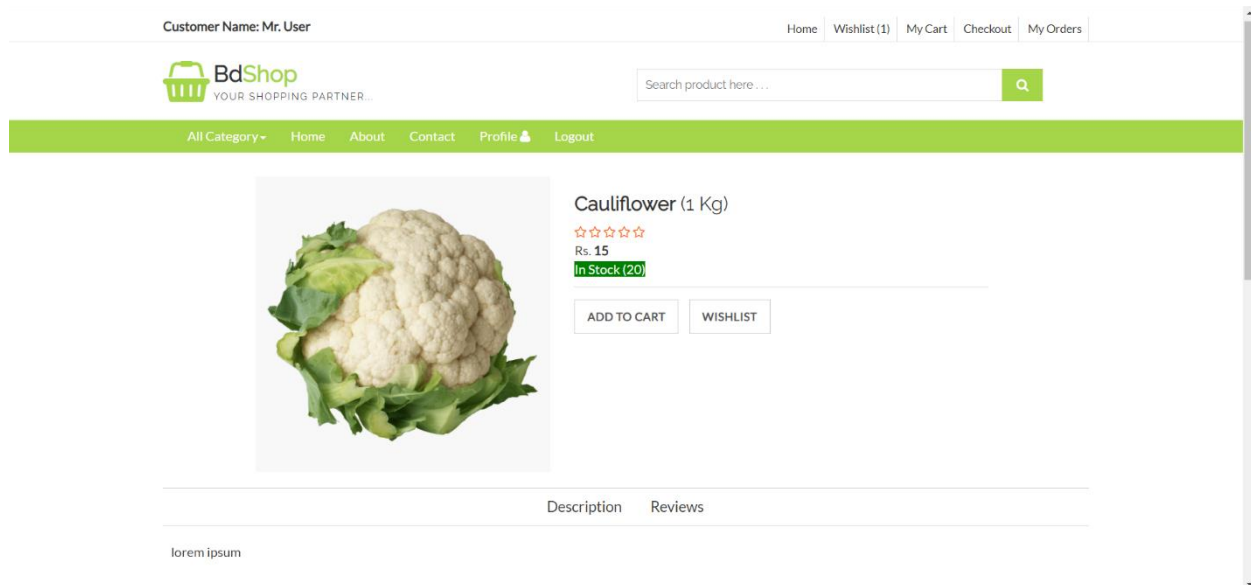 Customer Name: Mr. User
Home Wishlist (1) My Cart Checkout My Orders
BdShop
YOUR SHOPPING PARTNER...
Search product here . . .
All Category Home About Contact Profile Logout
Cauliflower (1 Kg)
Rs. 15
In Stock (20)
ADD TO CART WISHLIST
Description Reviews
lorem ipsum